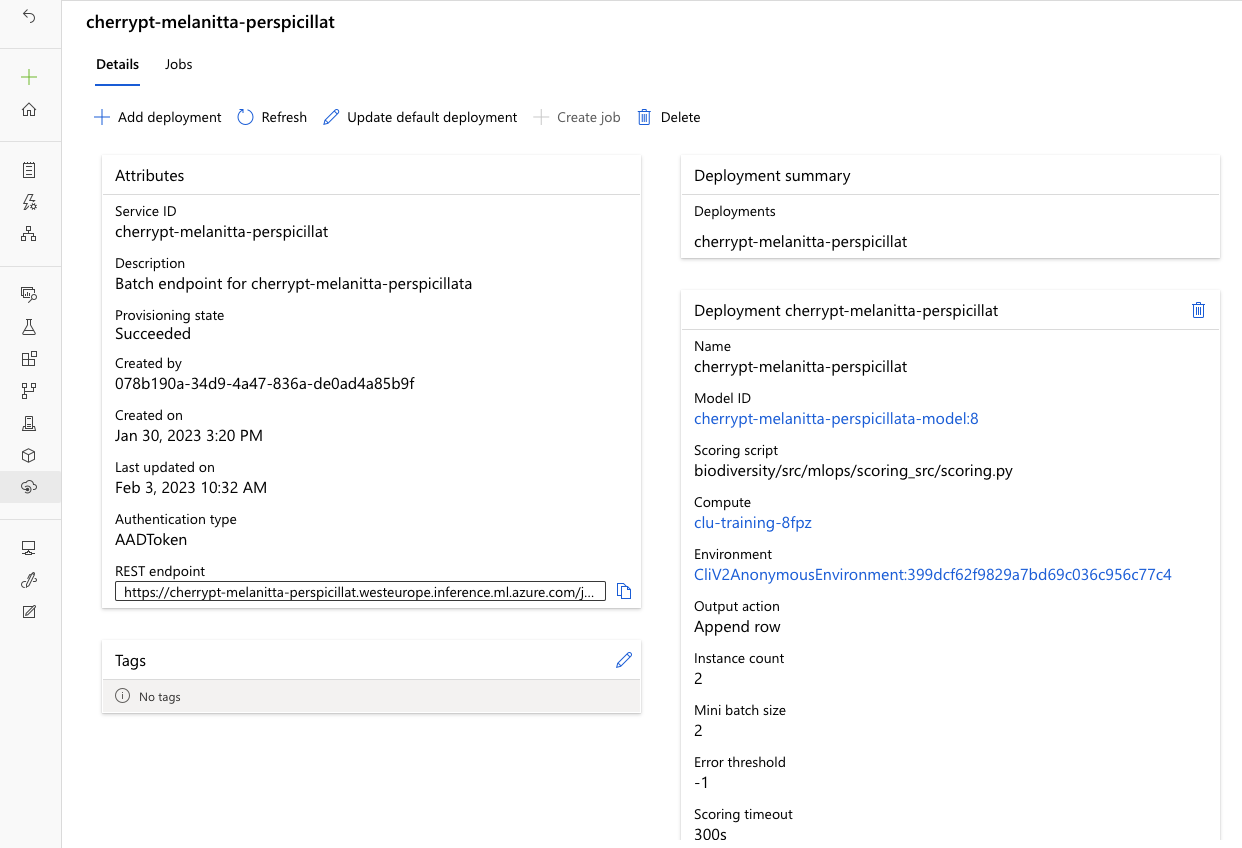 cherrypt-melanitta-perspicillat
Details Jobs
Add deployment Refresh Update default deployment Create job Delete
Attributes
Service ID
cherrypt-melanitta-perspicillat
Description
Batch endpoint for cherrypt-melanitta-perspicillata
Provisioning state
Succeeded
Created by
078b190a-34d9-4a47-836a-de0ad4a85b9f
Created on
Jan 30, 2023 3:20 PM
Last updated on
Feb 3, 2023 10:32 AM
Authentication type
AADToken
REST endpoint
https://cherrypt-melanitta-perspicillat.westeurope.inference.ml.azure.com/j...
Tags
No tags
Deployment summary
Deployments
cherrypt-melanitta-perspicillat
Deployment cherrypt-melanitta-perspicillat
Name
cherrypt-melanitta-perspicillat
Model ID
cherrypt-melanitta-perspicillata-model:8
Scoring script
biodiversity/src/mlops/scoring_src/scoring.py
Compute
clu-training-8fpz
Environment
CliV2AnonymousEnvironment:399dcf62f9829a7bd69c036c956c77c4
Output action
Append row
Instance count
2
Mini batch size
2
Error threshold
-1
Scoring timeout
300s